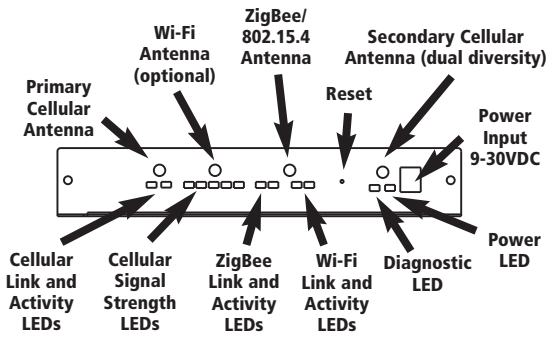 Primary
Cellular
Antenna
Wi-Fi
Antenna
(optional)
ZigBee/
802.15.4
Antenna
Reset
Secondary Cellular
Antenna (dual diversity)
Power
Input
9-30VDC
Cellular
Link and
Activity
LEDs
Cellular
Signal
Strength
LEDs
ZigBee
Link and
Activity
LEDs
Wi-Fi
Link and
Activity
LEDs
Diagnostic
LED
Power
LED